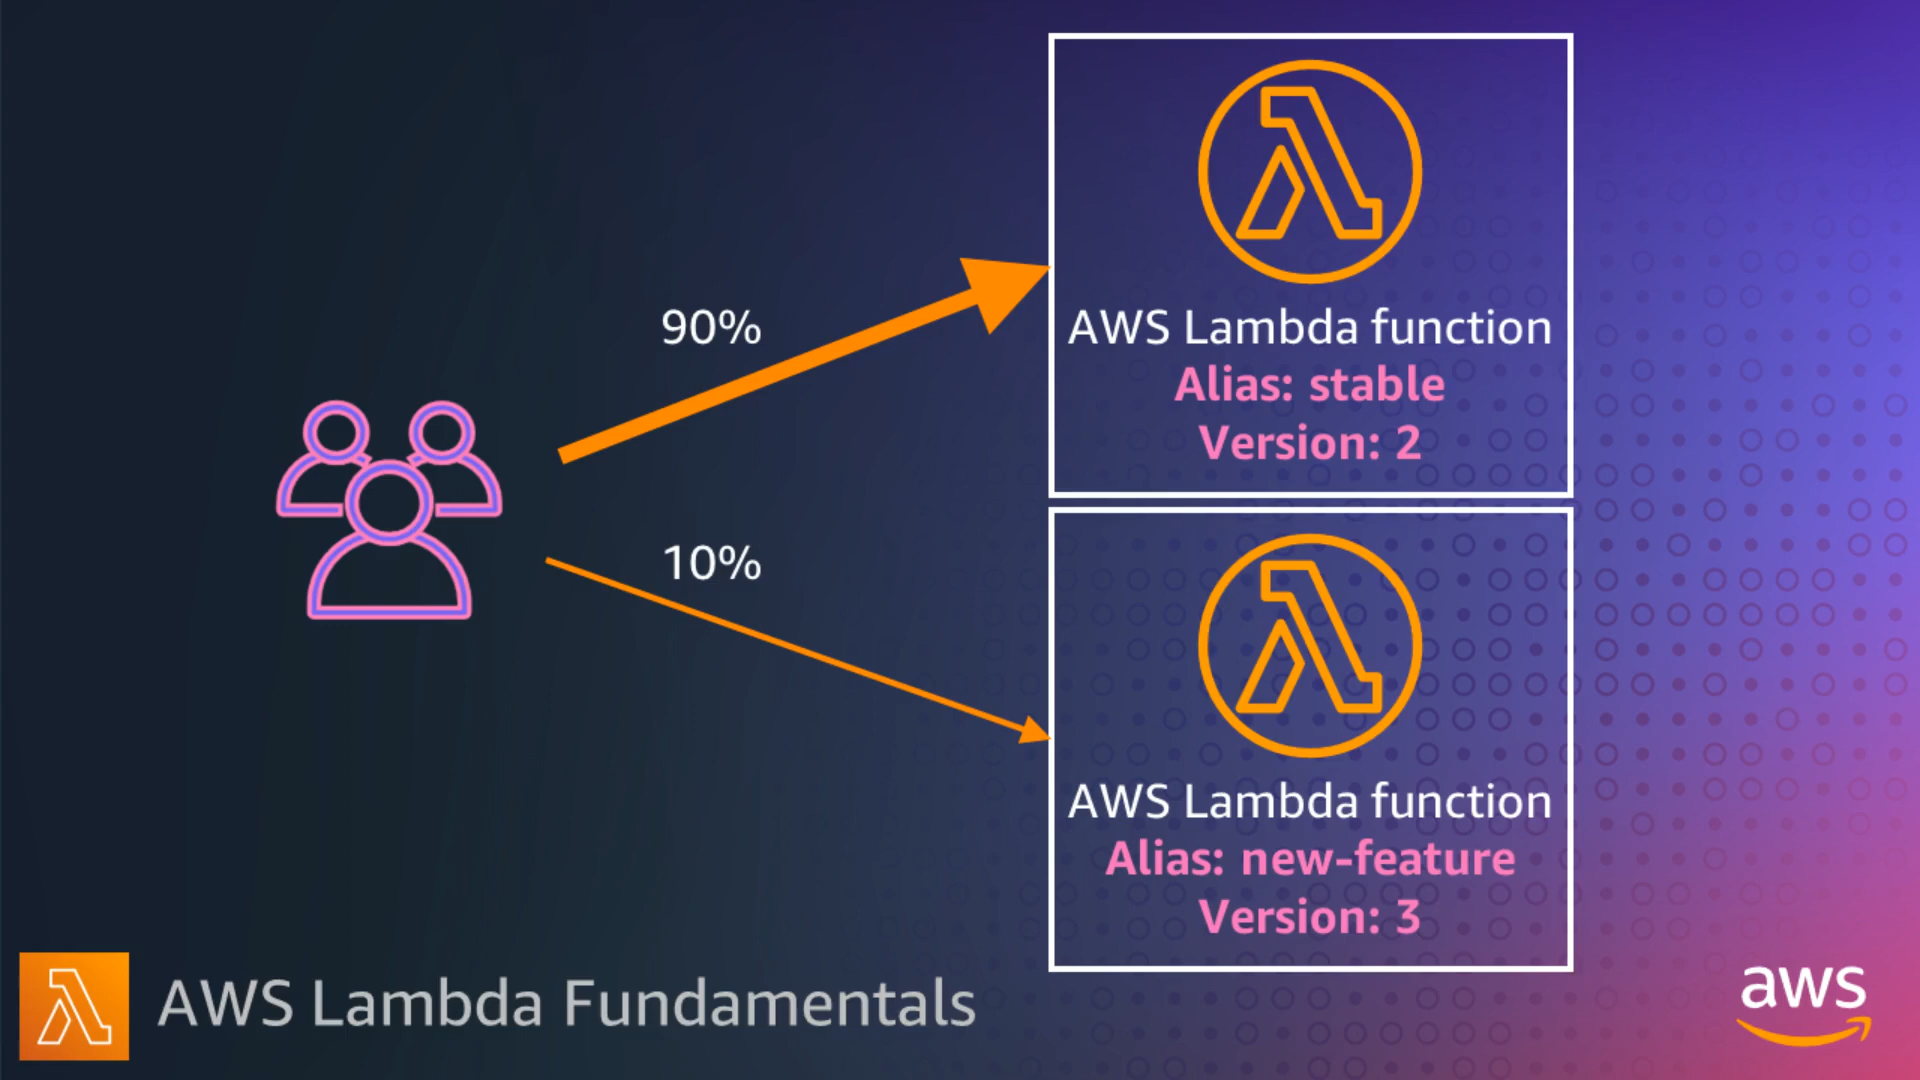 90%
AWS Lambda function
Alias: stable
Version: 2
10%
AWS Lambda function
Alias: new-feature
Version: 3
AWS Lambda Fundamentals
aws